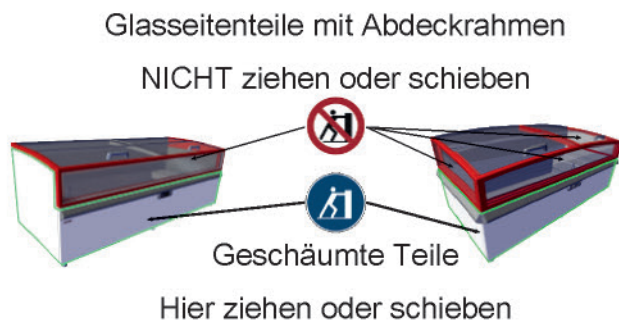 Glasseitenteile mit Abdeckrahmen
NICHT ziehen oder schieben
Geschäumte Teile
Hier ziehen oder schieben